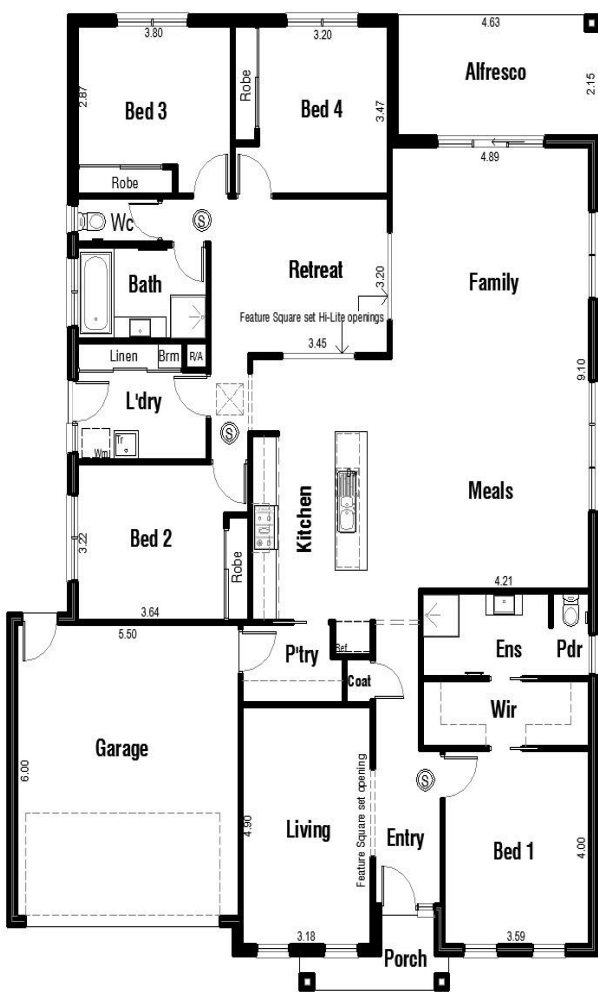 3.80
3.20
4.63
Alfresco
2.15
2.87
Bed 3
Robe
Bed 4
3.47
4.89
Robe
Wc
S
Retreat
3.20
Family
Bath
Feature Square set Hi-Lite openings
3.45
Linen
Brm
R/A
9.10
L'dry
Tr
Wm
S
Meals
Kitchen
Bed 2
3.22
Robe
3.64
4.21
5.50
P'try
Ref
Ens
Pdr
Coat
Wir
Garage
6.00
S
4.90
Living
Feature Square set opening
Entry
Bed 1
4.00
3.18
Porch
3.59